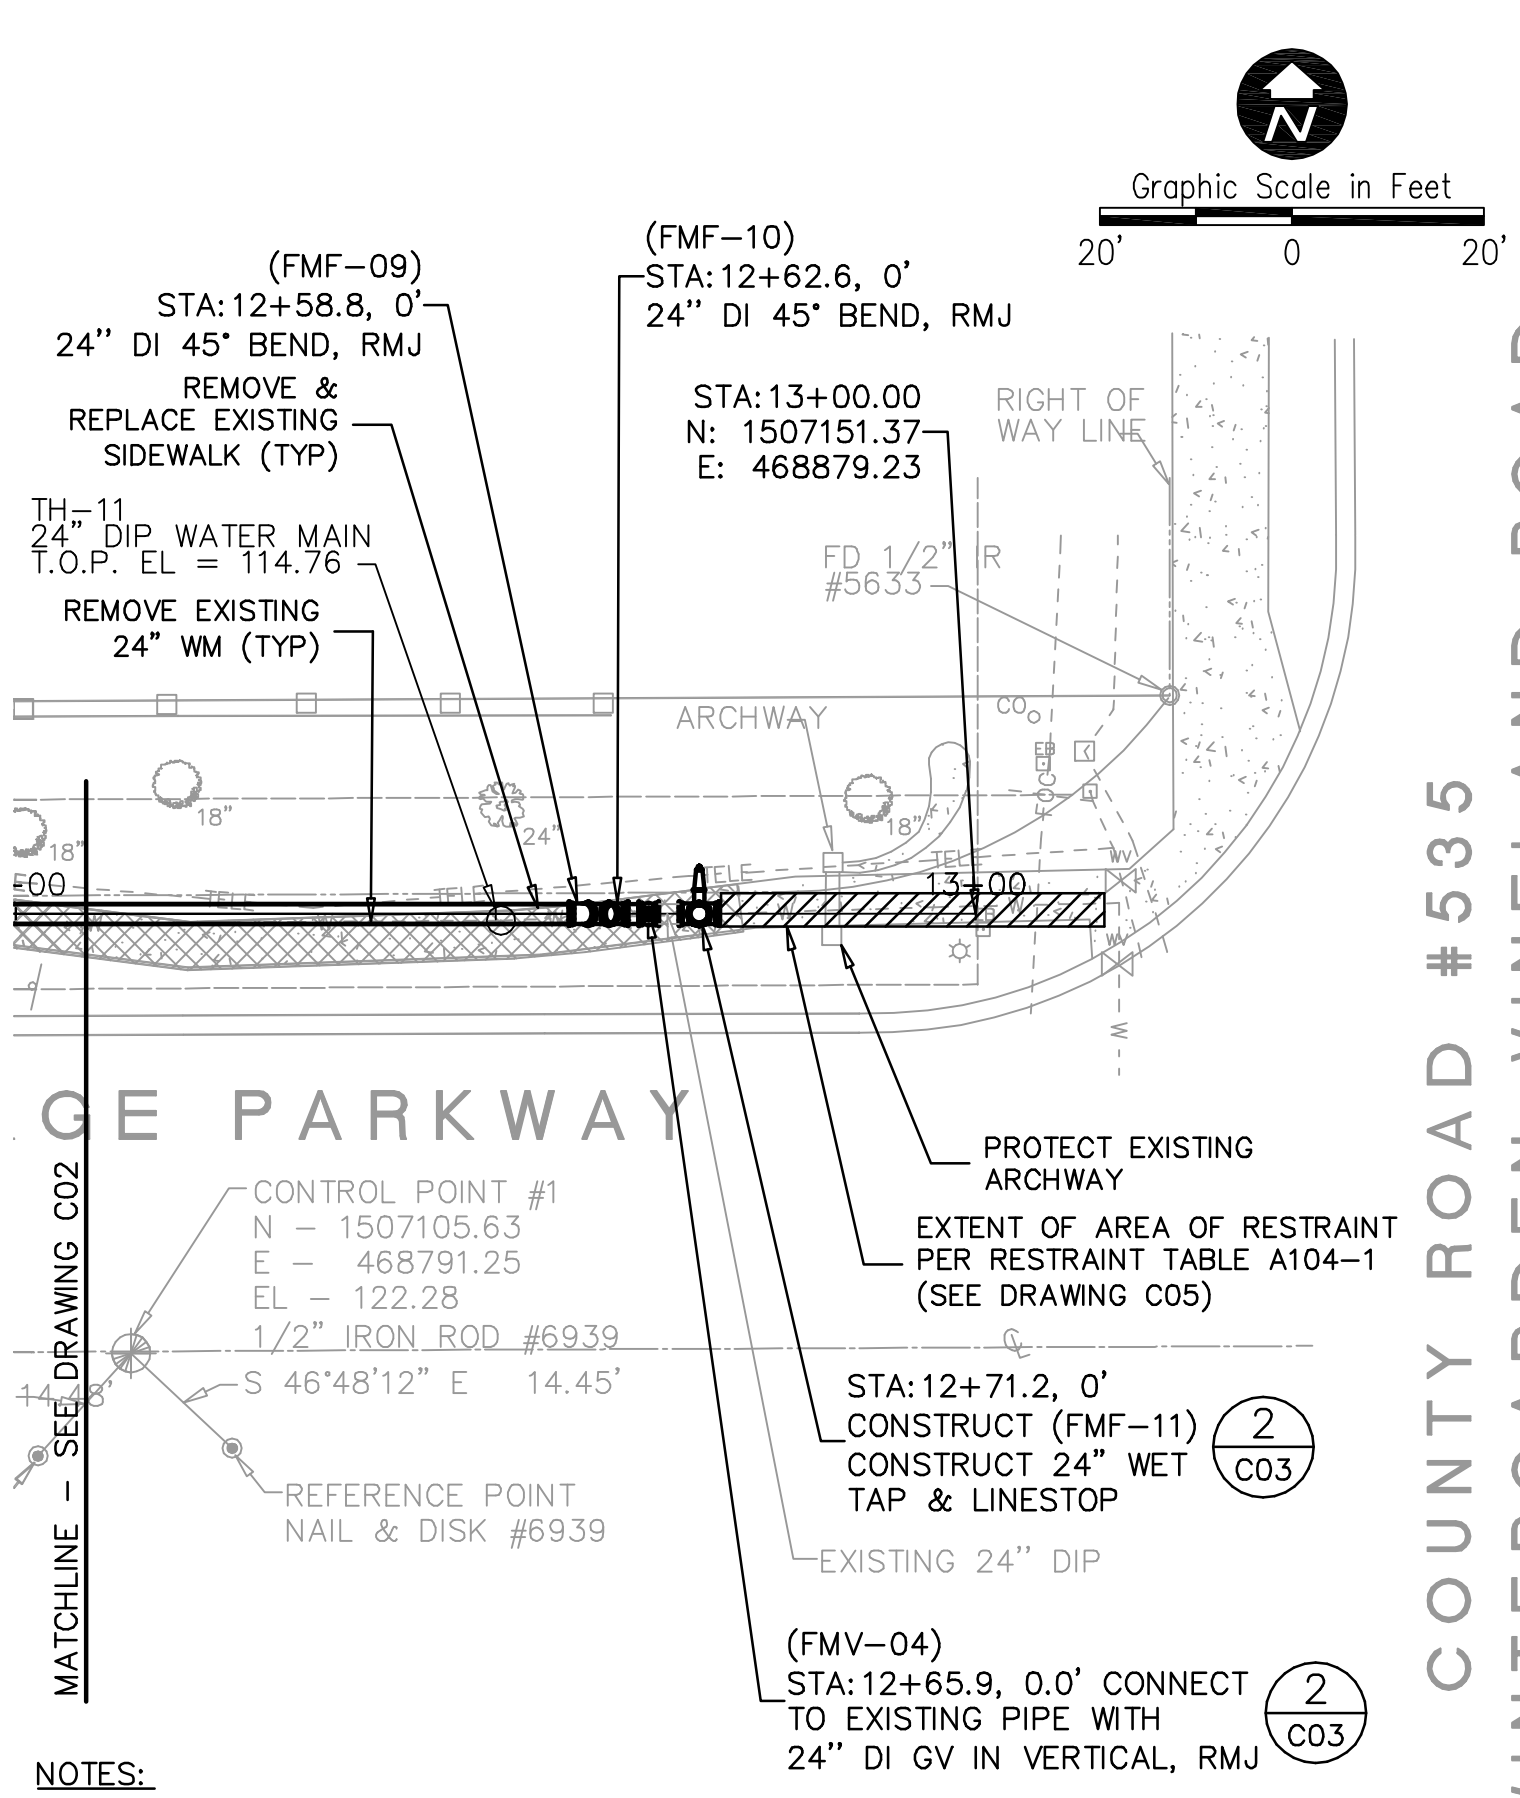 N
Graphic Scale in Feet
20' 0 20'
(FMF-09)
STA:12+58.8, 0'
24'' DI 45° BEND, RMJ
(FMF-10)
STA:12+62.6, 0'
24'' DI 45° BEND, RMJ
REMOVE &
REPLACE EXISTING
SIDEWALK (TYP)
STA:13+00.00
N: 1507151.37
E: 468879.23
RIGHT OF
WAY LINE
TH-11
24" DIP WATER MAIN
T.O.P. EL = 114.76
FD 1/2" IR
#5633
REMOVE EXISTING
24" WM (TYP)
ARCHWAY
CO
EB
FOC
18"
24"
18"
18"
TELE
TELE
TELE
WV
-00
13+00
W
W
WV
W
GE PARKWAY
COUNTY ROAD #535
PROTECT EXISTING
ARCHWAY
CONTROL POINT #1
N - 1507105.63
E - 468791.25
EL - 122.28
1/2" IRON ROD #6939
S 46°48'12" E 14.45'
14.48'
EXTENT OF AREA OF RESTRAINT
PER RESTRAINT TABLE A104-1
(SEE DRAWING C05)
CL
MATCHLINE - SEE DRAWING C02
STA:12+71.2, 0'
CONSTRUCT (FMF-11)
CONSTRUCT 24" WET
TAP & LINESTOP
2
C03
REFERENCE POINT
NAIL & DISK #6939
EXISTING 24'' DIP
(FMV-04)
STA:12+65.9, 0.0' CONNECT
TO EXISTING PIPE WITH
24'' DI GV IN VERTICAL, RMJ
2
C03
NOTES: